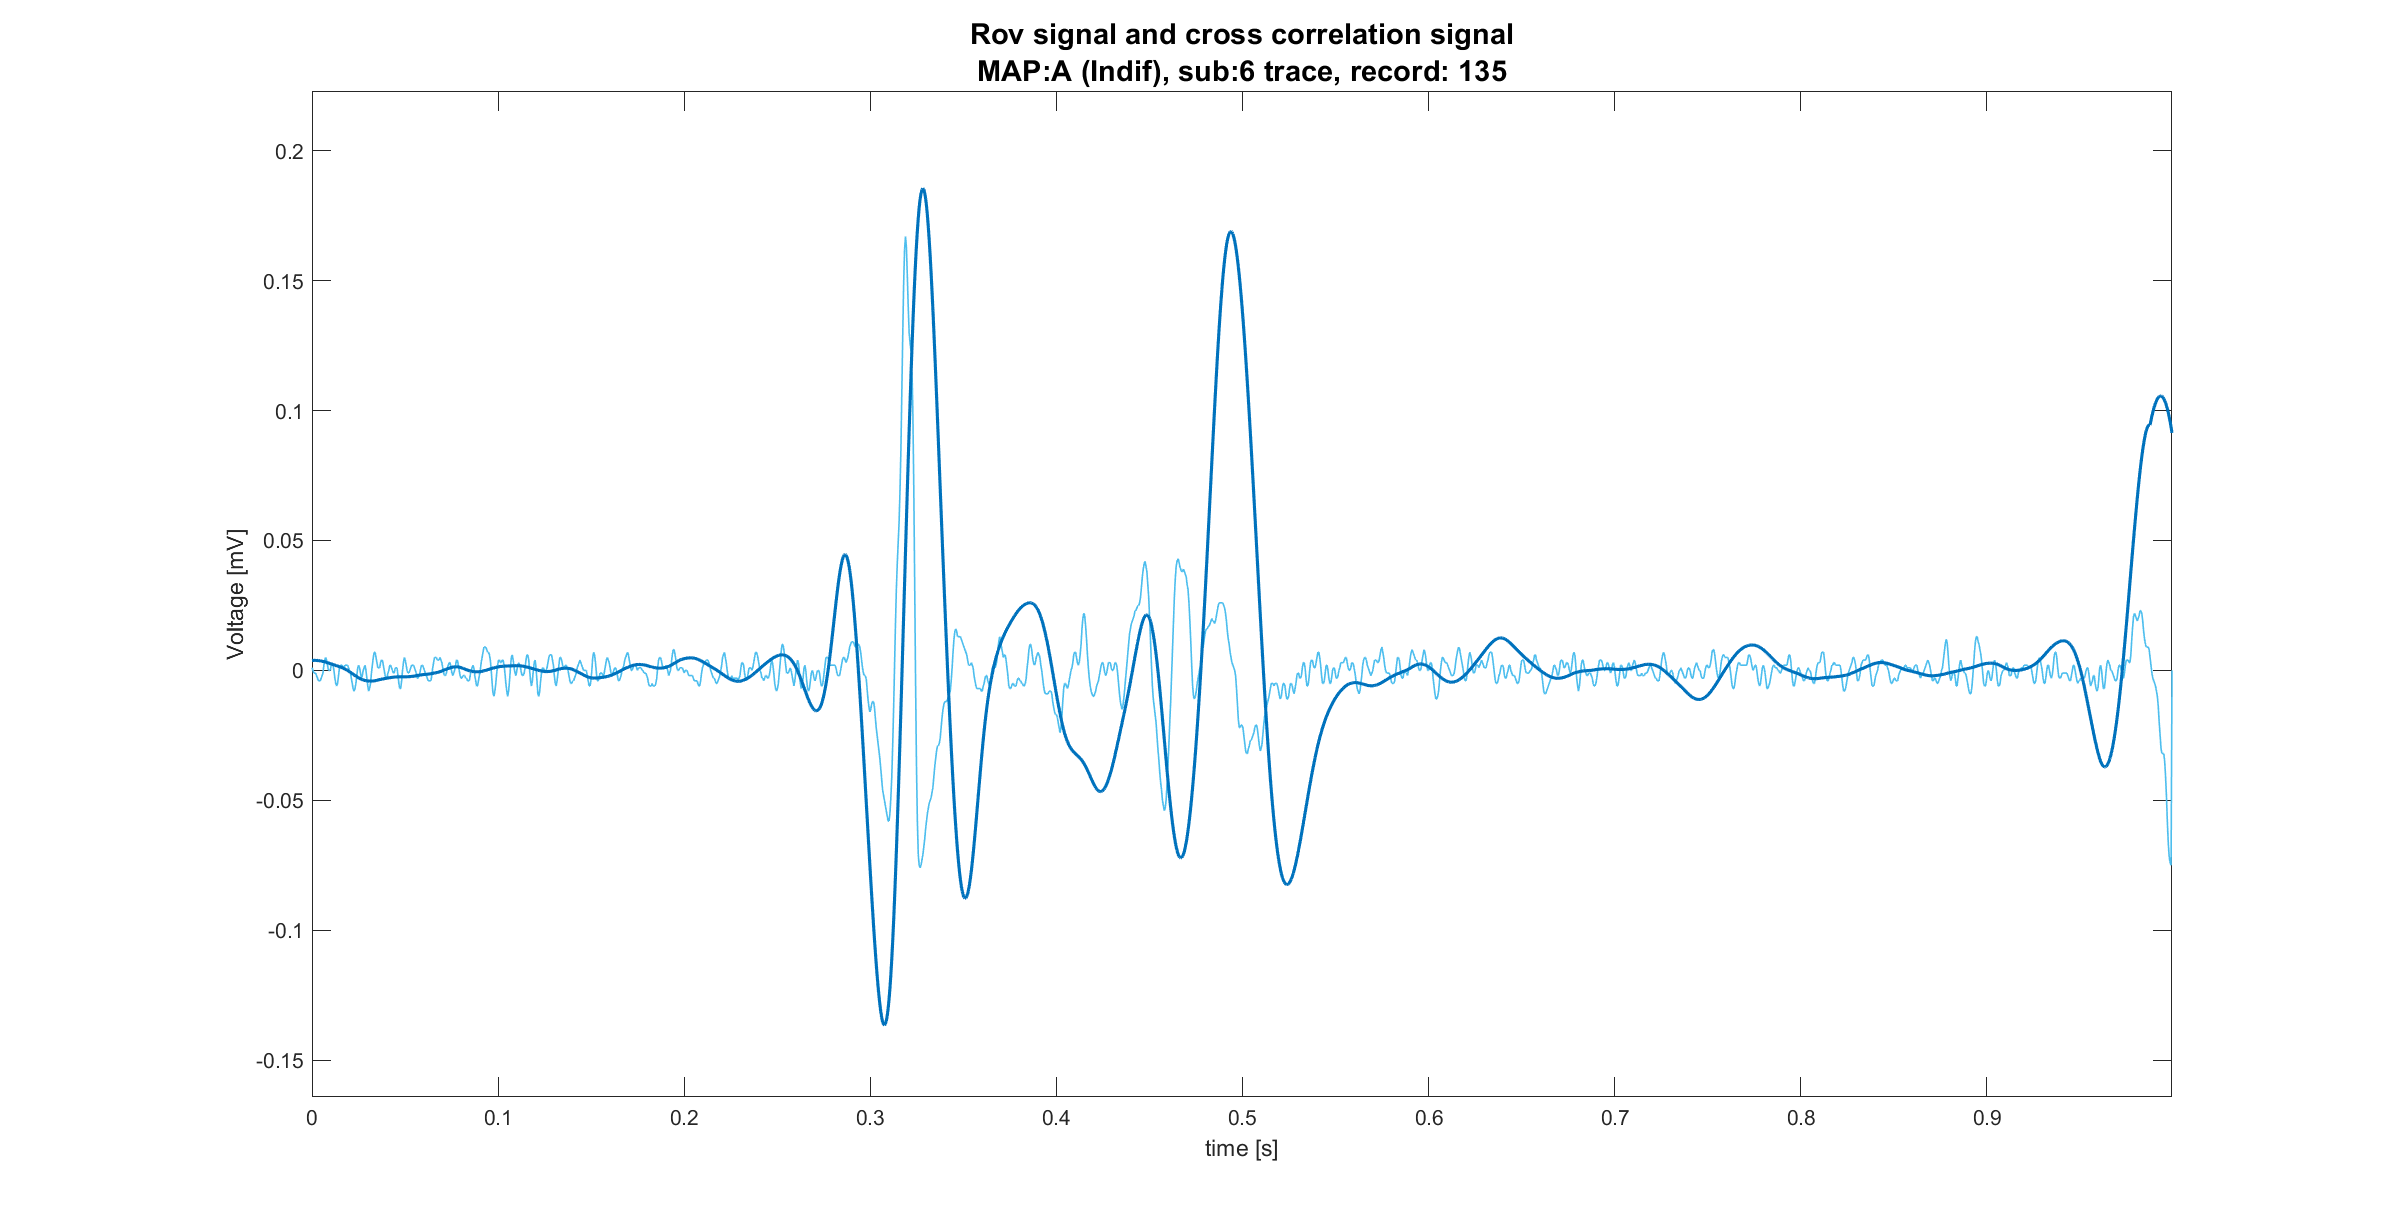 Rov signal and cross correlation signal
MAP:A (Indif), sub:6 trace, record: 135
0.2
0.15
0.1
0.05
0
-0.05
-0.1
-0.15
Voltage [mV]
0 0.1 0.2 0.3 0.4 0.5 0.6 0.7 0.8 0.9
time [s]